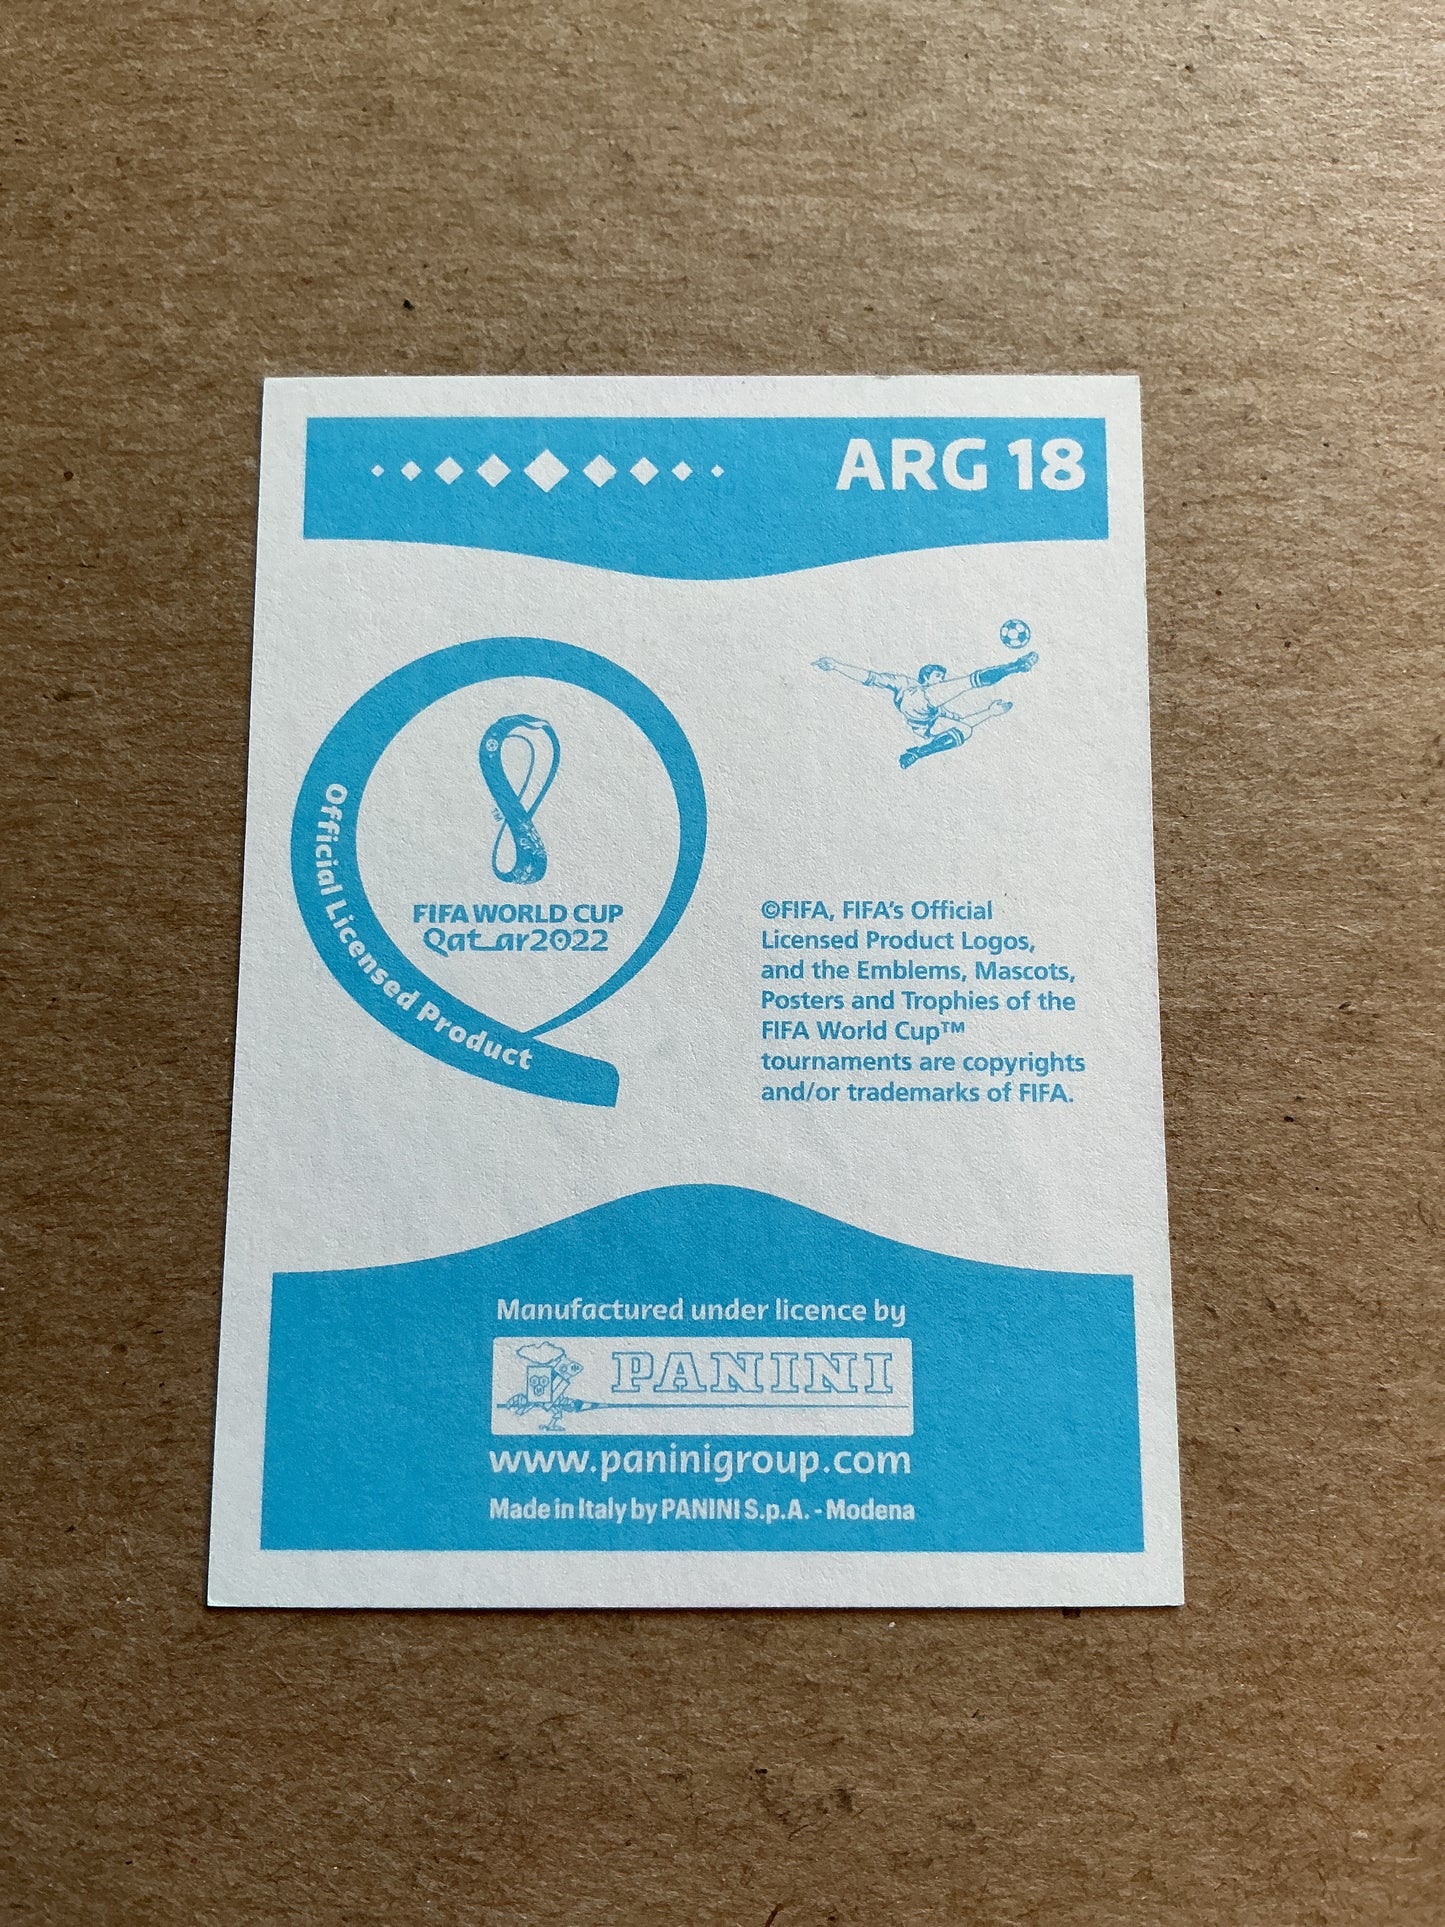 ARG 18
Official Licensed Product
TM
FIFA WORLD CUP
Qatar2022
©FIFA, FIFA's Official
Licensed Product Logos,
and the Emblems, Mascots,
Posters and Trophies of the
FIFA World Cup™
tournaments are copyrights
and/or trademarks of FIFA.
Manufactured under licence by
PANINI
www.paninigroup.com
Made in Italy by PANINI S.p.A. - Modena